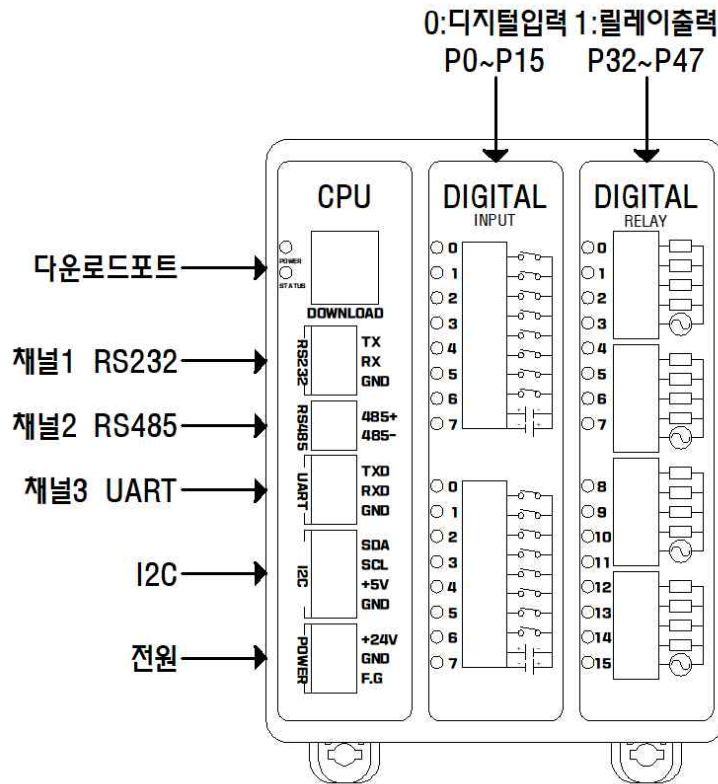 0:디지털입력 1:릴레이출력
P0~P15 P32~P47
CPU
DIGITAL
INPUT
DIGITAL
RELAY
다운로드포트
POWER
STATUS
DOWNLOAD
채널1 RS232
RS232
TX
RX
GND
채널2 RS485
RS485
485+
485-
채널3 UART
UART
TXD
RXD
GND
I2C
I2C
SDA
SCL
+5V
GND
전원
POWER
+24V
GND
F.G
0
1
2
3
4
5
6
7
0
1
2
3
4
5
6
7
0
1
2
3
4
5
6
7
8
9
10
11
12
13
14
15